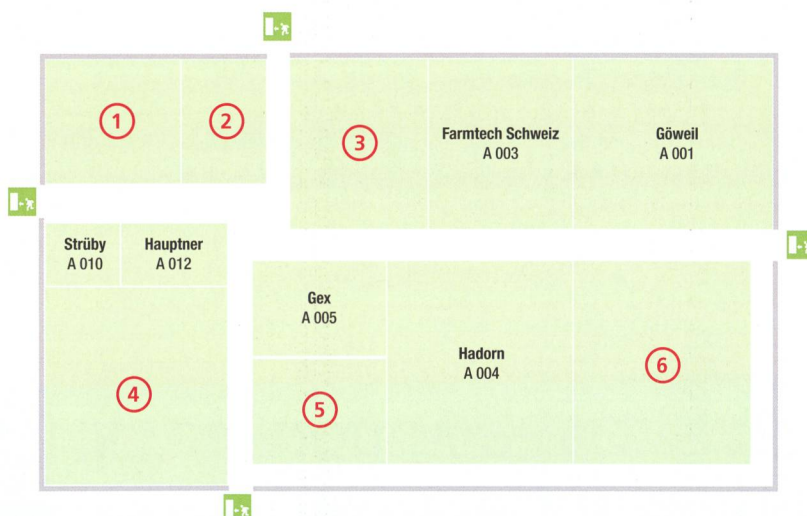 1
2
3
Farmtech Schweiz
A 003
Göweil
A 001
Strüby
A 010
Hauptner
A 012
Gex
A 005
Hadorn
A 004
4
5
6